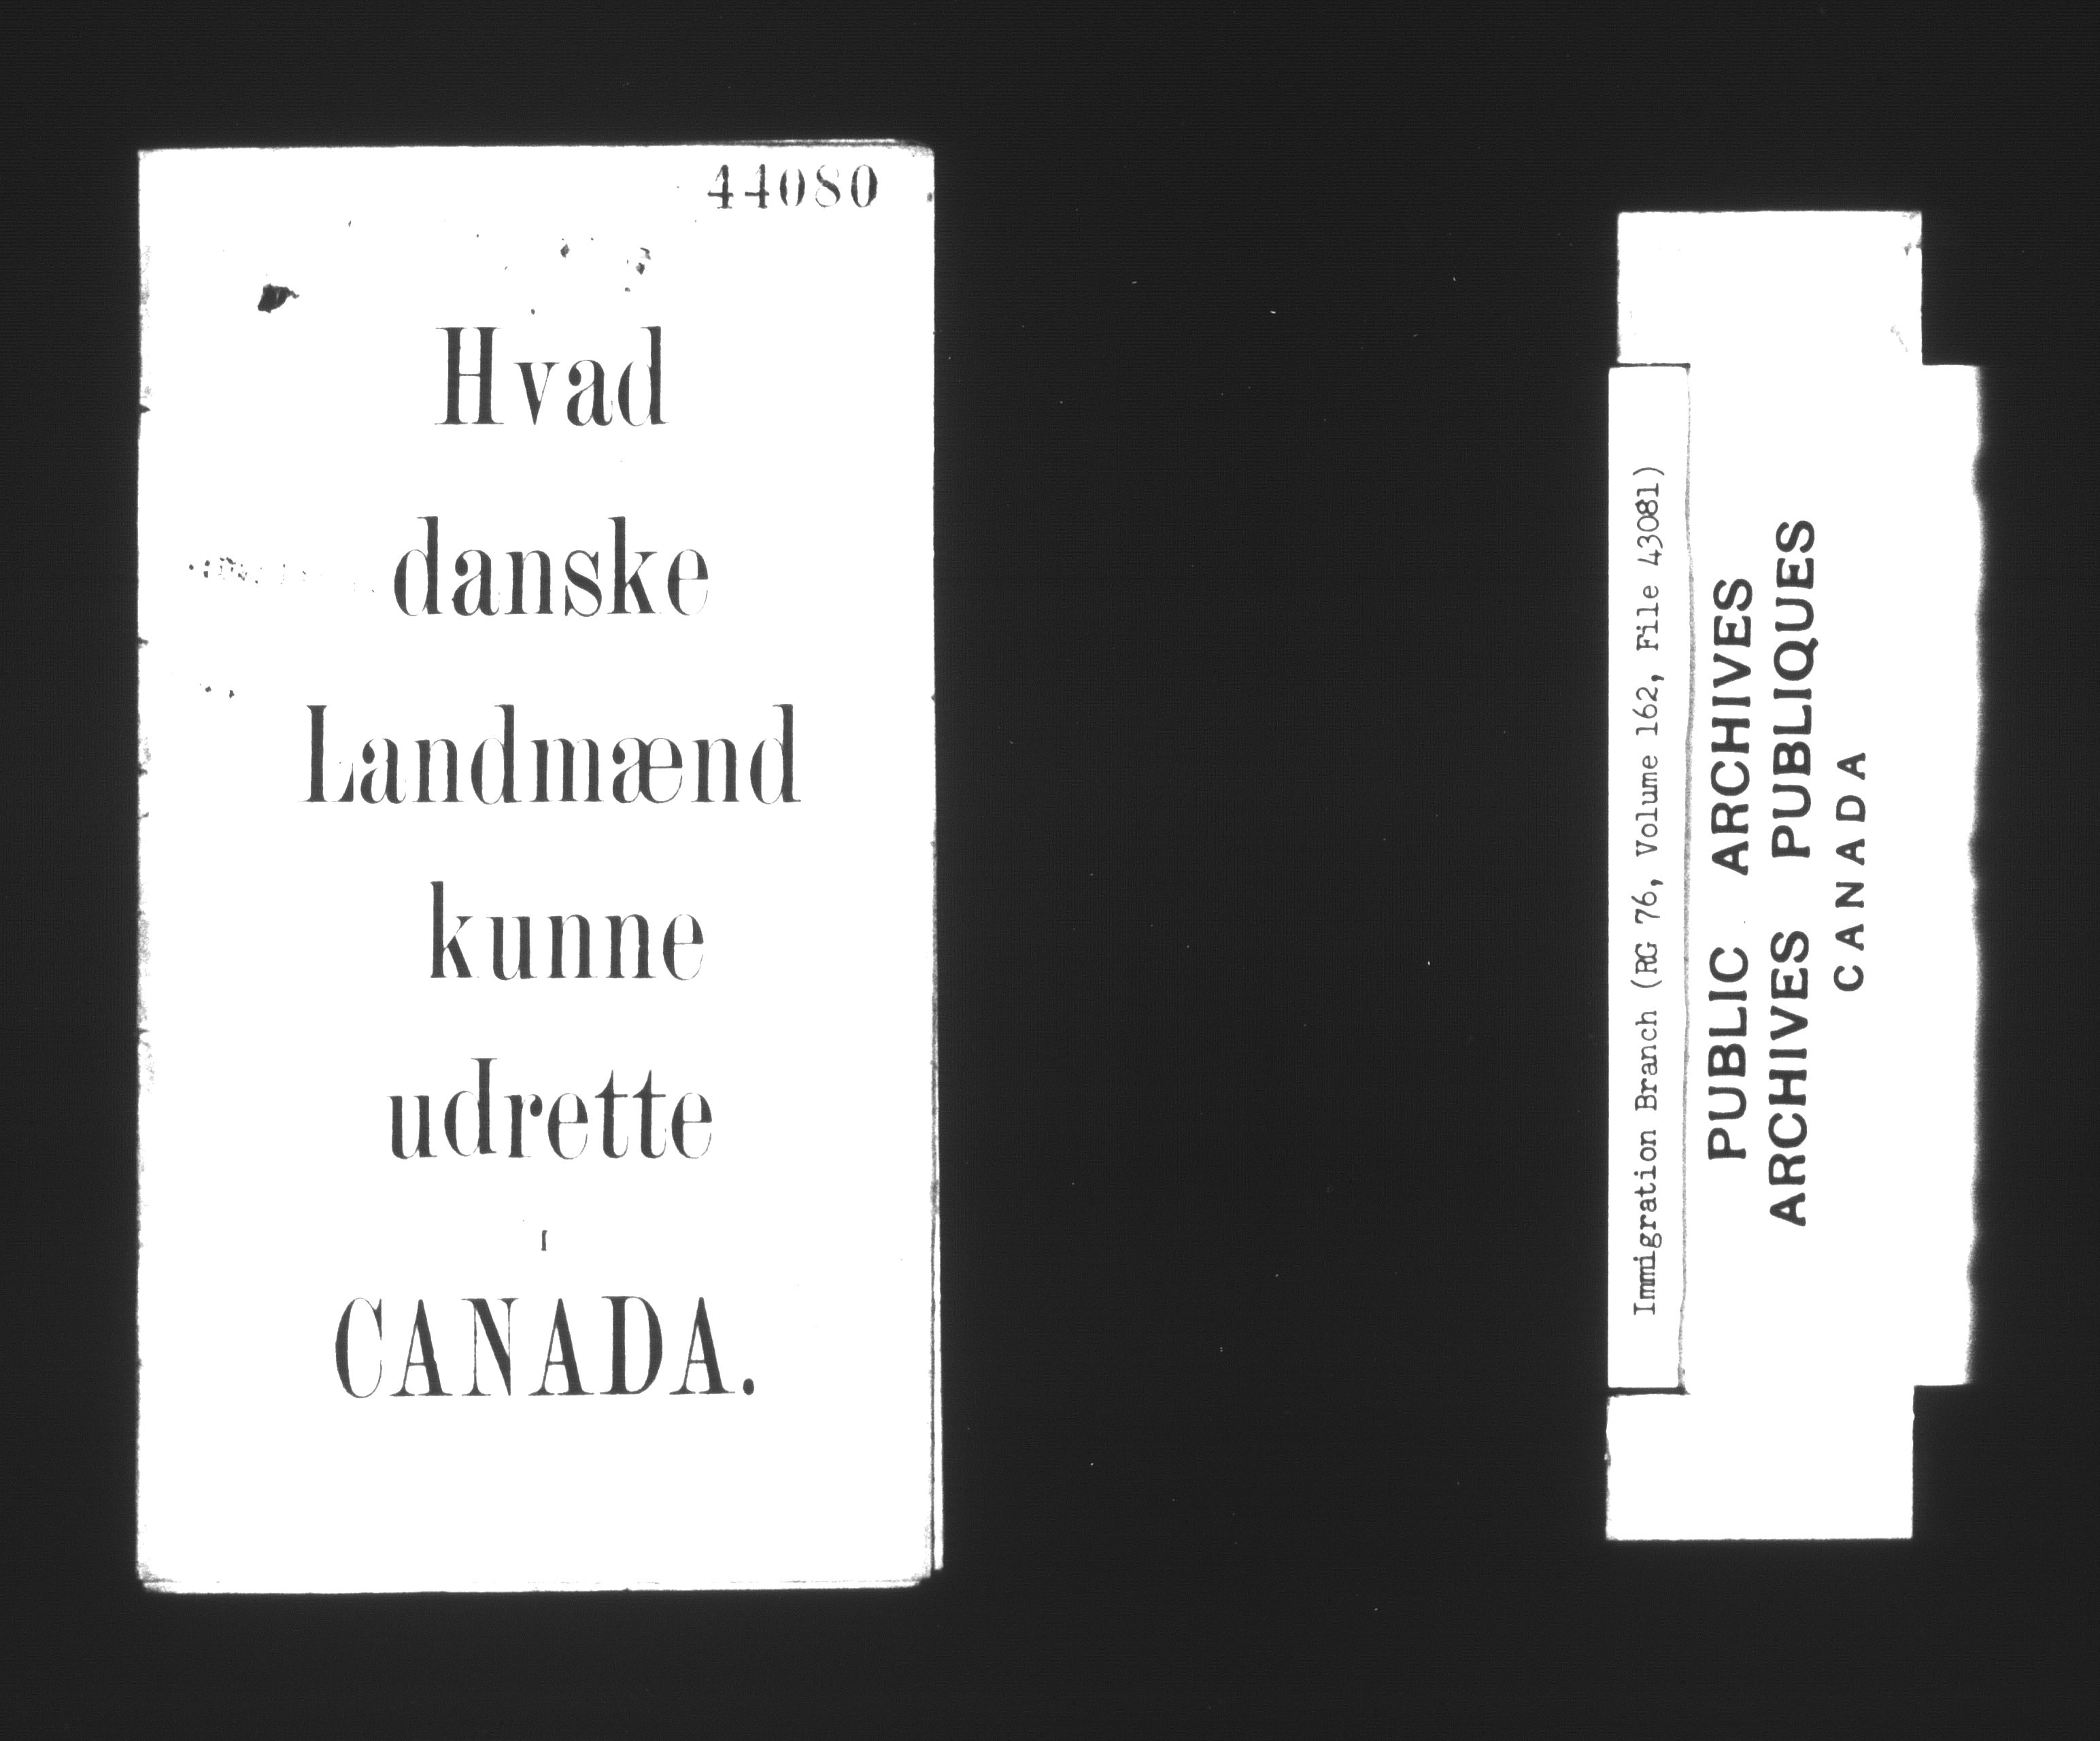 44080
Hvad
danske
Landmænd
kunne
udrette
i
CANADA.
Immigration Branch (RG 76, Volume 162, File 43081)
PUBLIC ARCHIVES
ARCHIVES PUBLIQUES
CANADA